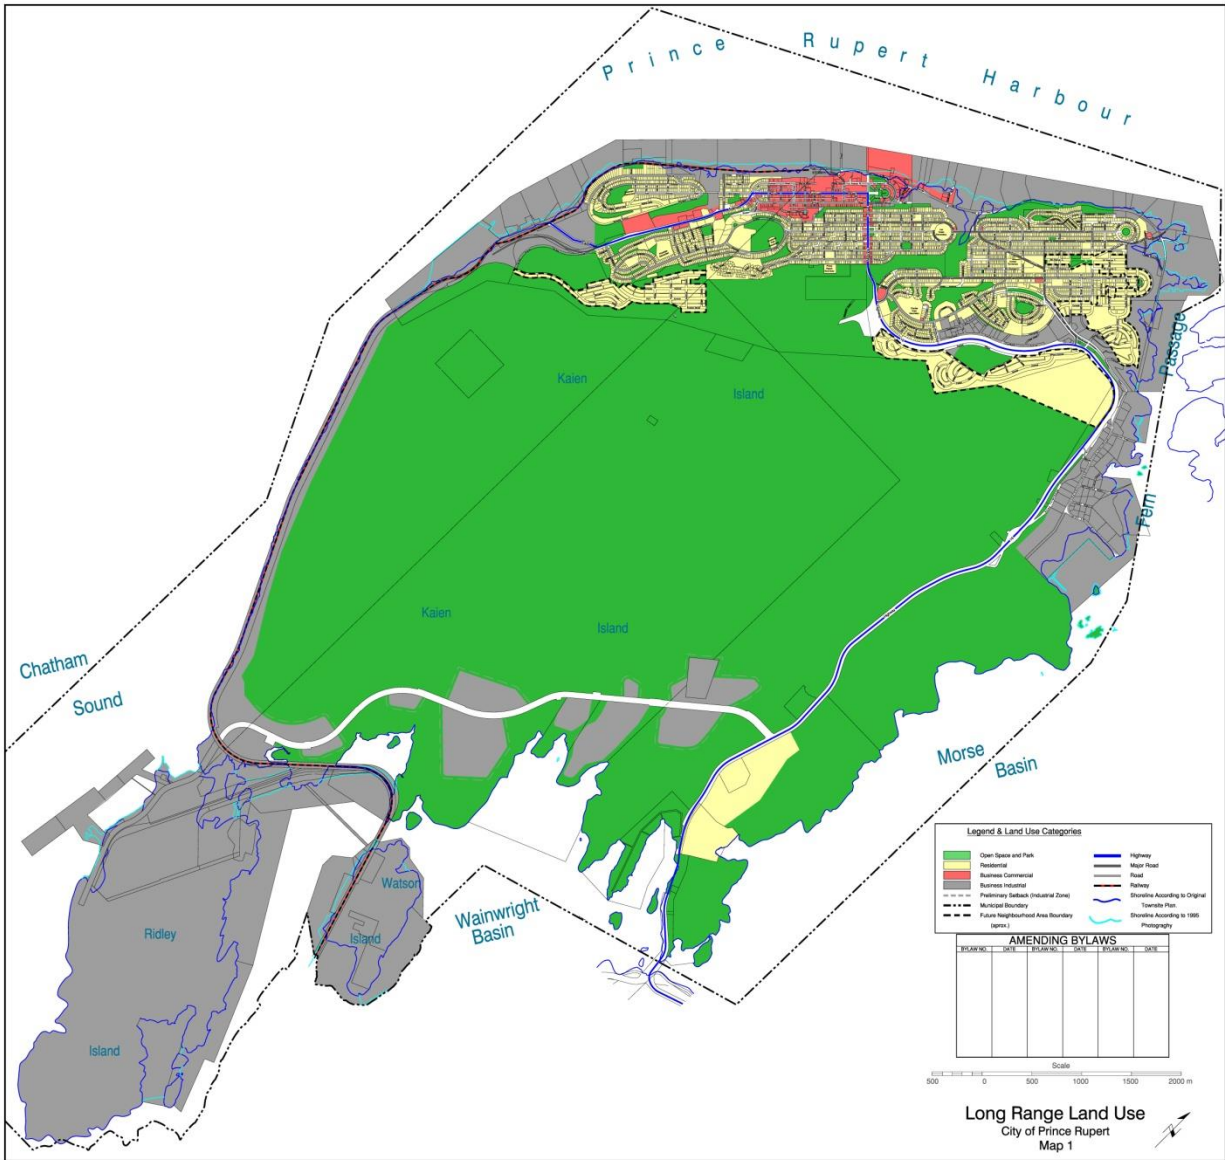 Prince Rupert Harbour
Passage
Kaien
Island
Fern
Kaien
Island
Chatham
Sound
Morse
Basin
Watson
Island
Wainwright
Basin
Ridley
Island
Legend & Land Use Categories
Open Space and Park
Residential
Business Commercial
Business Industrial
Preliminary Setback (Industrial Zone)
Municipal Boundary
Future Neighbourhood Area Boundary
(aprox.)
Highway
Major Road
Road
Railway
Shoreline According to Original
Townsite Plan.
Shoreline According to 1995
Photography
AMENDING BYLAWS
BYLAW NO. DATE BYLAW NO. DATE BYLAW NO. DATE
Scale
500 0 500 1000 1500 2000 m
Long Range Land Use
City of Prince Rupert
Map 1